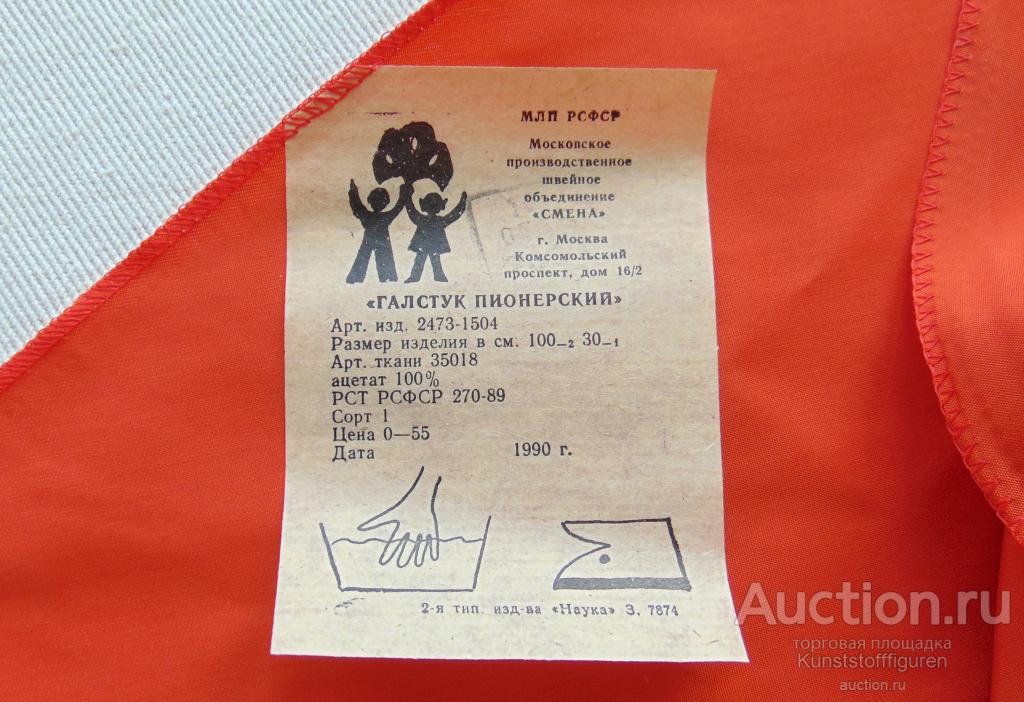 МЛП РСФСР
Московское
производственное
швейное
объединение
«СМЕНА»
г. Москва
Комсомольский
проспект, дом 16/2
«ГАЛСТУК ПИОНЕРСКИЙ»
Арт. изд. 2473-1504
Размер изделия в см. 100—2 30—1
Арт. ткани 35018
ацетат 100%
РСТ РСФСР 270-89
Сорт 1
Цена 0—55
Дата 1990 г.
2-я тип. изд-ва «Наука» З. 7874
Auction.ru
торговая площадка
Kunststofffiguren
auction.ru